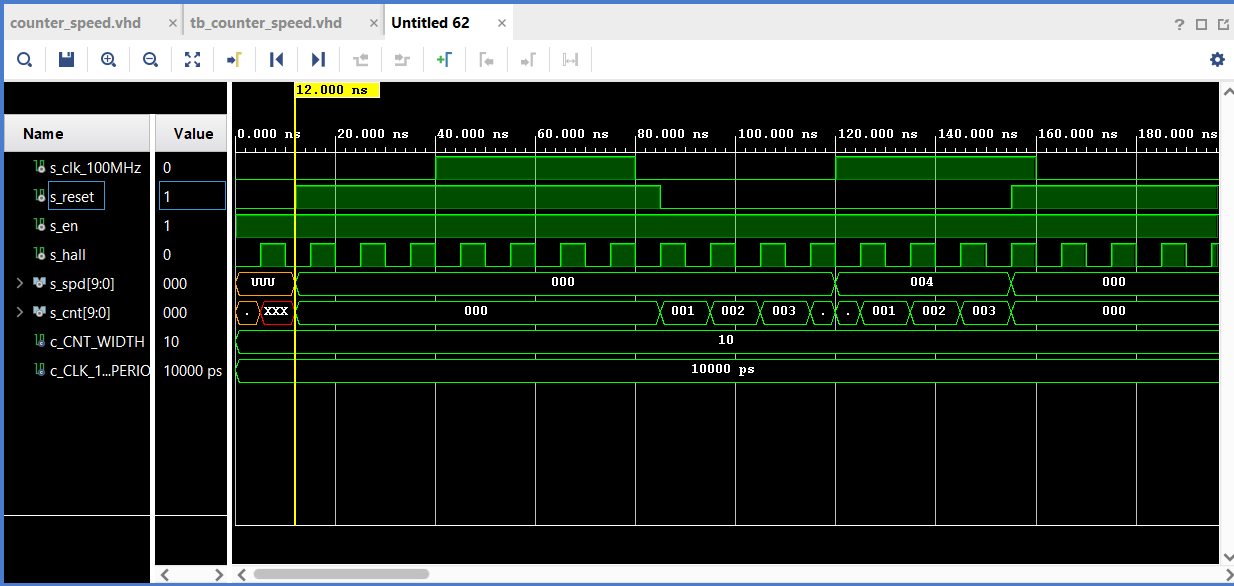 counter_speed.vhd × tb_counter_speed.vhd × Untitled 62 ×
?
12.000 ns
Name Value
0.000 ns 20.000 ns 40.000 ns 60.000 ns 80.000 ns 100.000 ns 120.000 ns 140.000 ns 160.000 ns 180.000 ns
s_clk_100MHz 0
s_reset 1
s_en 1
s_hall 0
s_spd[9:0] 000 UUU 000 004 000
s_cnt[9:0] 000 . XXX 000 001 002 003 . . 001 002 003 000
c_CNT_WIDTH 10 10
c_CLK_1...PERIO 10000 ps 10000 ps